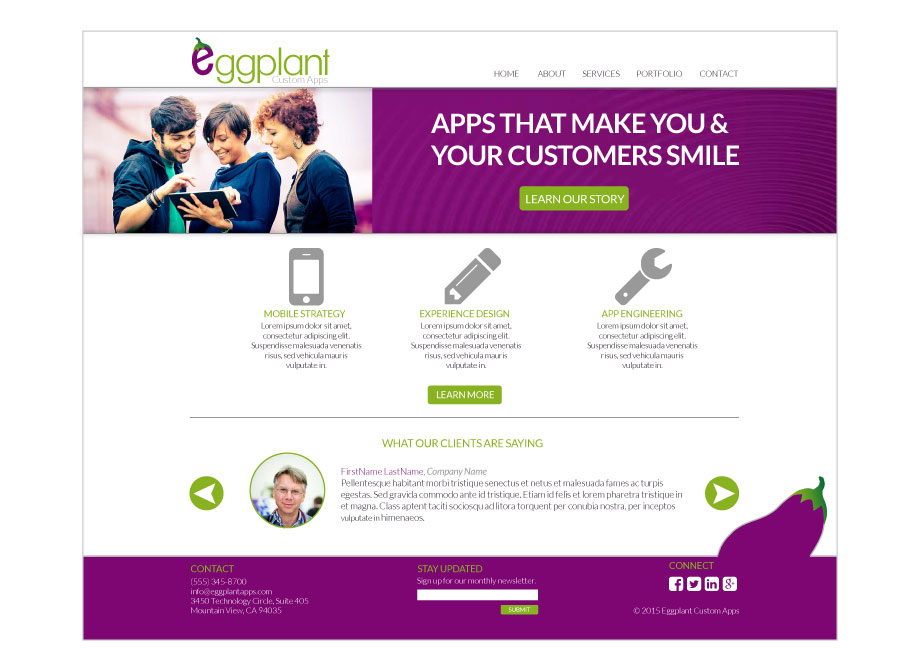 eggplant
Custom Apps
HOME ABOUT SERVICES PORTFOLIO CONTACT
APPS THAT MAKE YOU &
YOUR CUSTOMERS SMILE
LEARN OUR STORY
MOBILE STRATEGY
Lorem ipsum dolor sit amet,
consectetur adipiscing elit.
Suspendisse malesuada venenatis
risus, sed vehicula mauris
vulputate in.
EXPERIENCE DESIGN
Lorem ipsum dolor sit amet,
consectetur adipiscing elit.
Suspendisse malesuada venenatis
risus, sed vehicula mauris
vulputate in.
APP ENGINEERING
Lorem ipsum dolor sit amet,
consectetur adipiscing elit.
Suspendisse malesuada venenatis
risus, sed vehicula mauris
vulputate in.
LEARN MORE
WHAT OUR CLIENTS ARE SAYING
FirstName LastName, Company Name
Pellentesque habitant morbi tristique senectus et netus et malesuada fames ac turpis
egestas. Sed gravida commodo ante id tristique. Etiam id felis et lorem pharetra tristique in
et magna. Class aptent taciti sociosqu ad litora torquent per conubia nostra, per inceptos
vulputate in himenaeos.
CONTACT
(555) 345-8700
info@eggplantapps.com
3450 Technology Circle, Suite 405
Mountain View, CA 94035
STAY UPDATED
Sign up for our monthly newsletter.
SUBMIT
CONNECT
© 2015 Eggplant Custom Apps